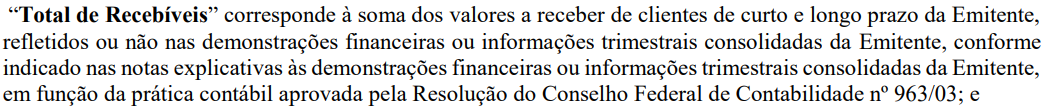 “Total de Recebíveis” corresponde à soma dos valores a receber de clientes de curto e longo prazo da Emitente,
refletidos ou não nas demonstrações financeiras ou informações trimestrais consolidadas da Emitente, conforme
indicado nas notas explicativas às demonstrações financeiras ou informações trimestrais consolidadas da Emitente,
em função da prática contábil aprovada pela Resolução do Conselho Federal de Contabilidade nº 963/03; e